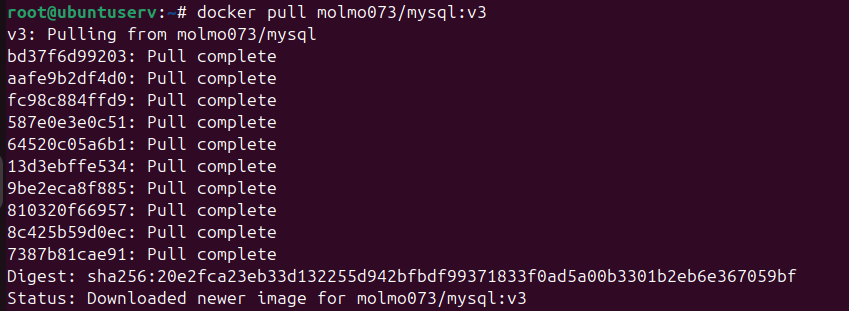 root@ubuntuserv:~# docker pull molmo073/mysql:v3
v3: Pulling from molmo073/mysql
bd37f6d99203: Pull complete
aafe9b2df4d0: Pull complete
fc98c884ffd9: Pull complete
587e0e3e0c51: Pull complete
64520c05a6b1: Pull complete
13d3ebffe534: Pull complete
9be2eca8f885: Pull complete
810320f66957: Pull complete
8c425b59d0ec: Pull complete
7387b81cae91: Pull complete
Digest: sha256:20e2fca23eb33d132255d942bfbdf99371833f0ad5a00b3301b2eb6e367059bf
Status: Downloaded newer image for molmo073/mysql:v3